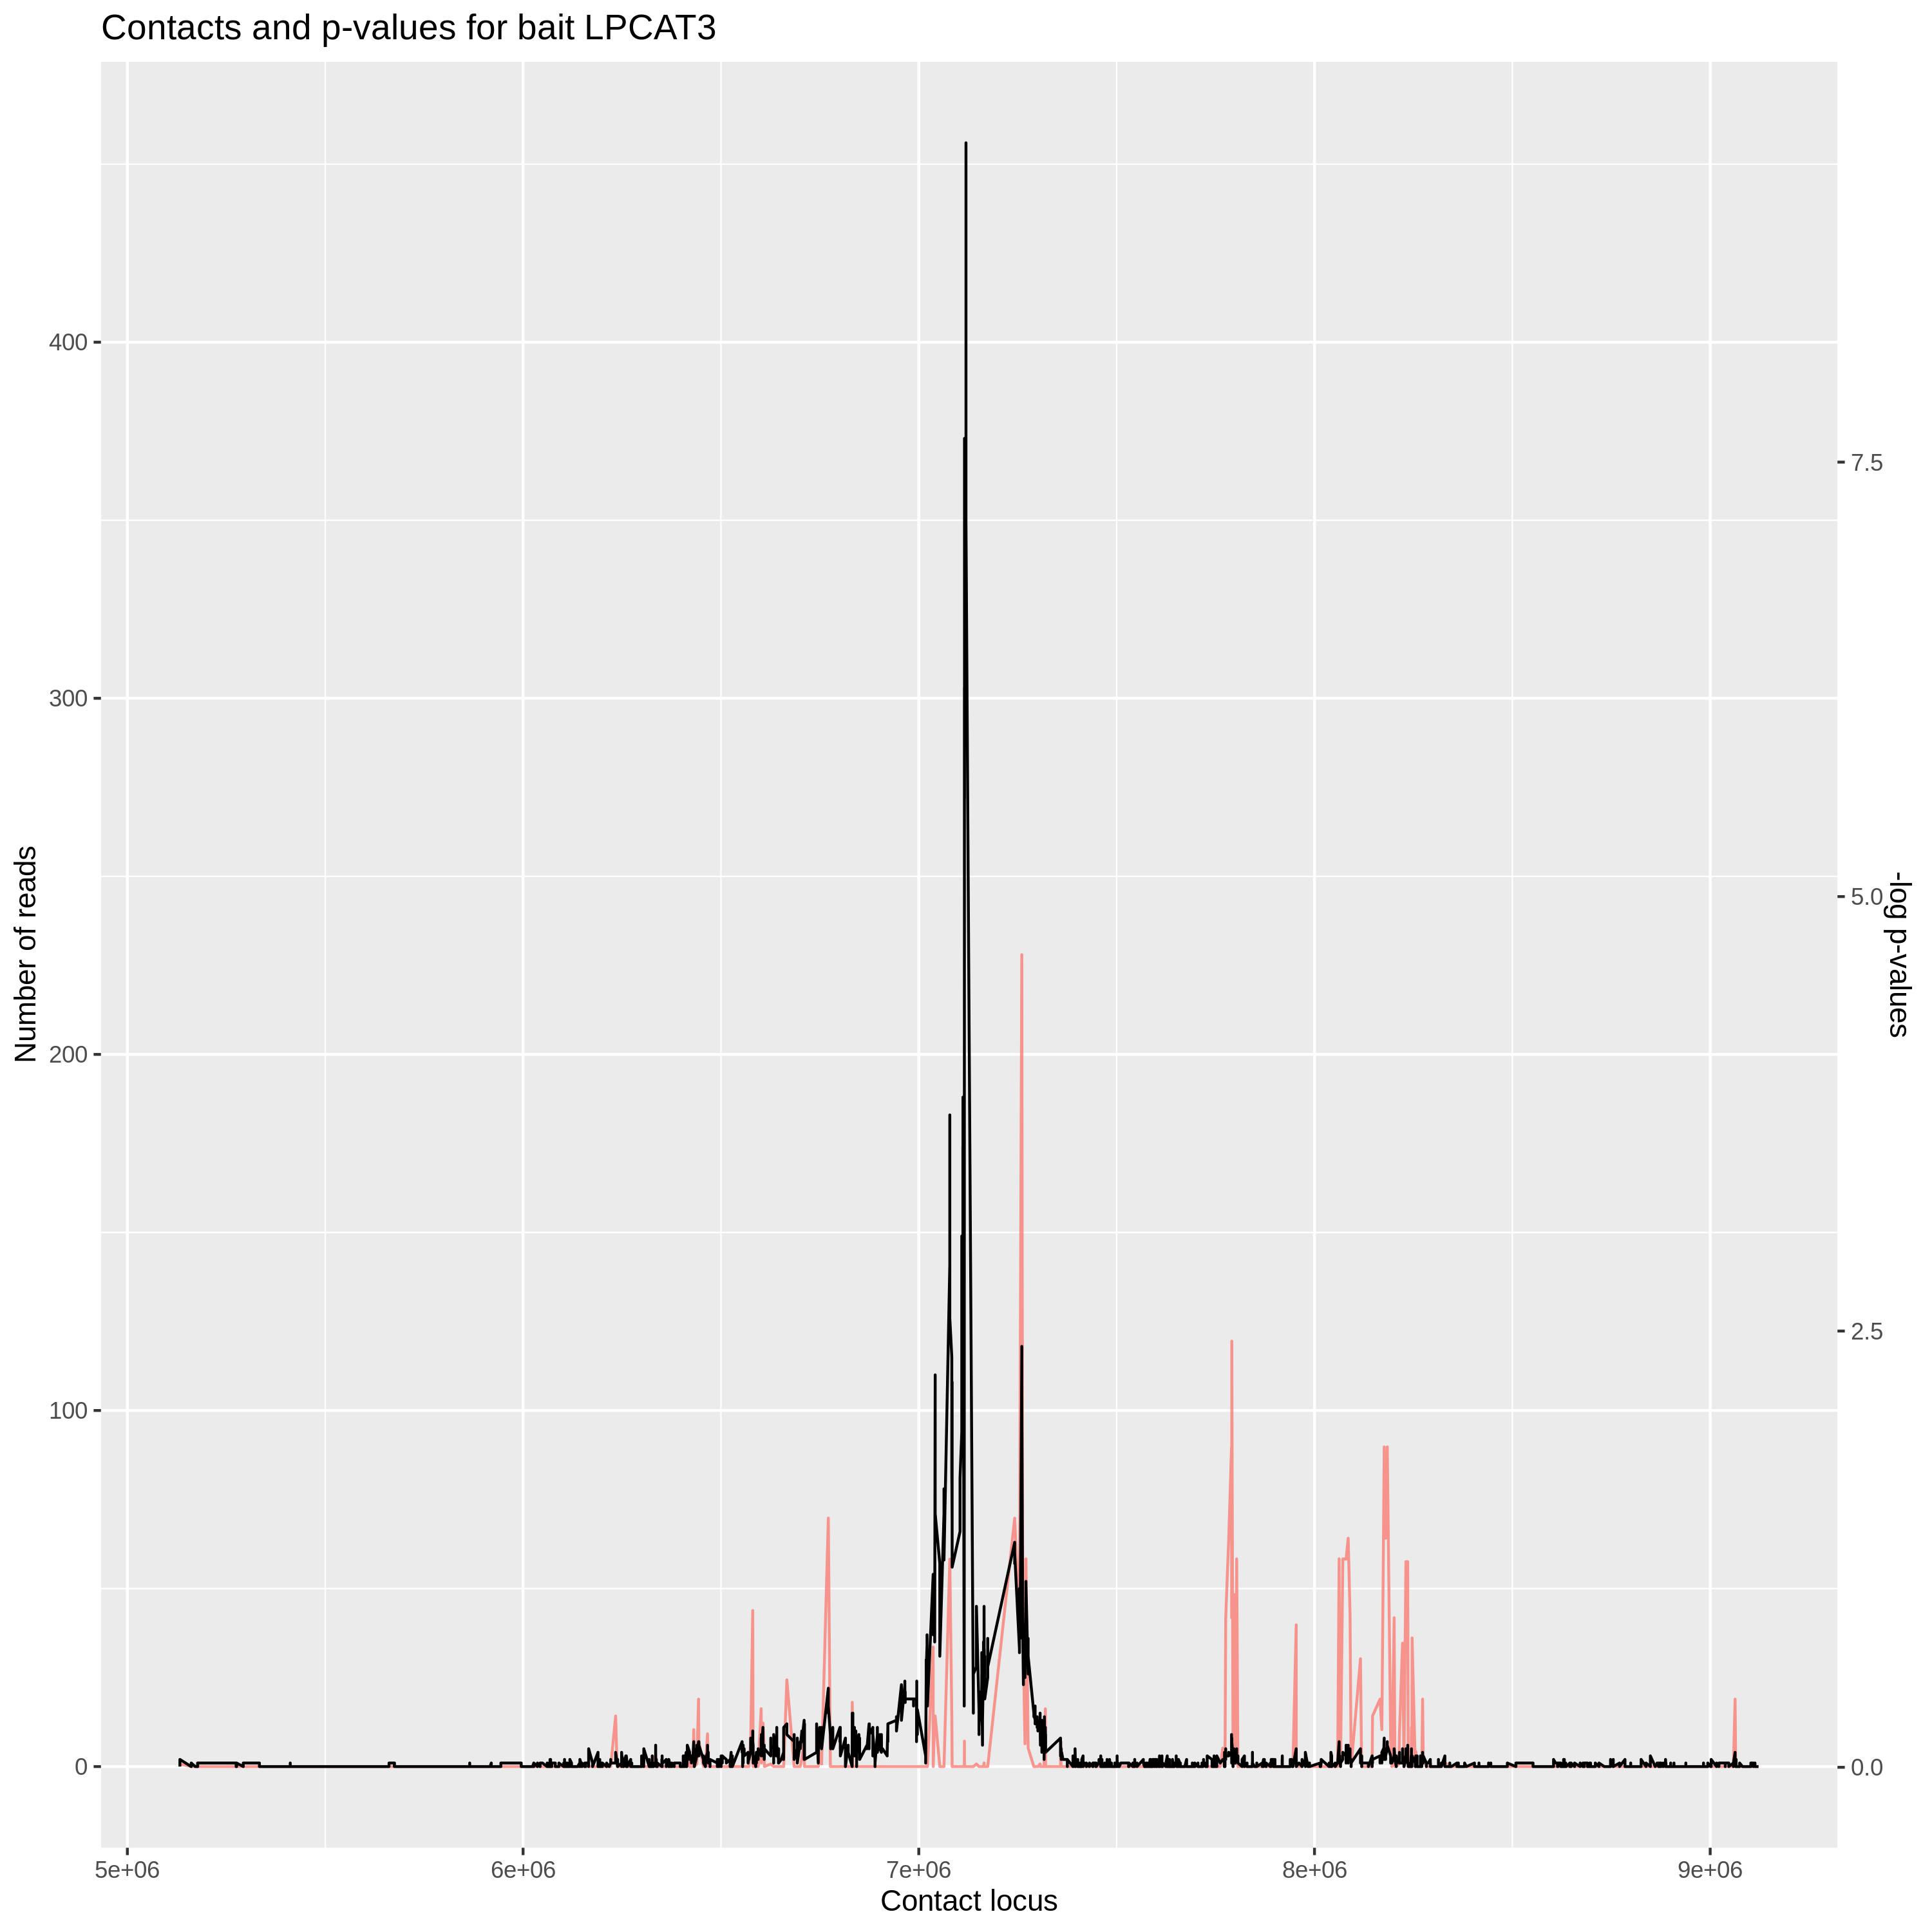 Contacts and p-values for bait LPCAT3
Number of reads
400
300
200
100
0
7.5
5.0
2.5
0.0
-log p-values
5e+06
6e+06
7e+06
8e+06
9e+06
Contact locus